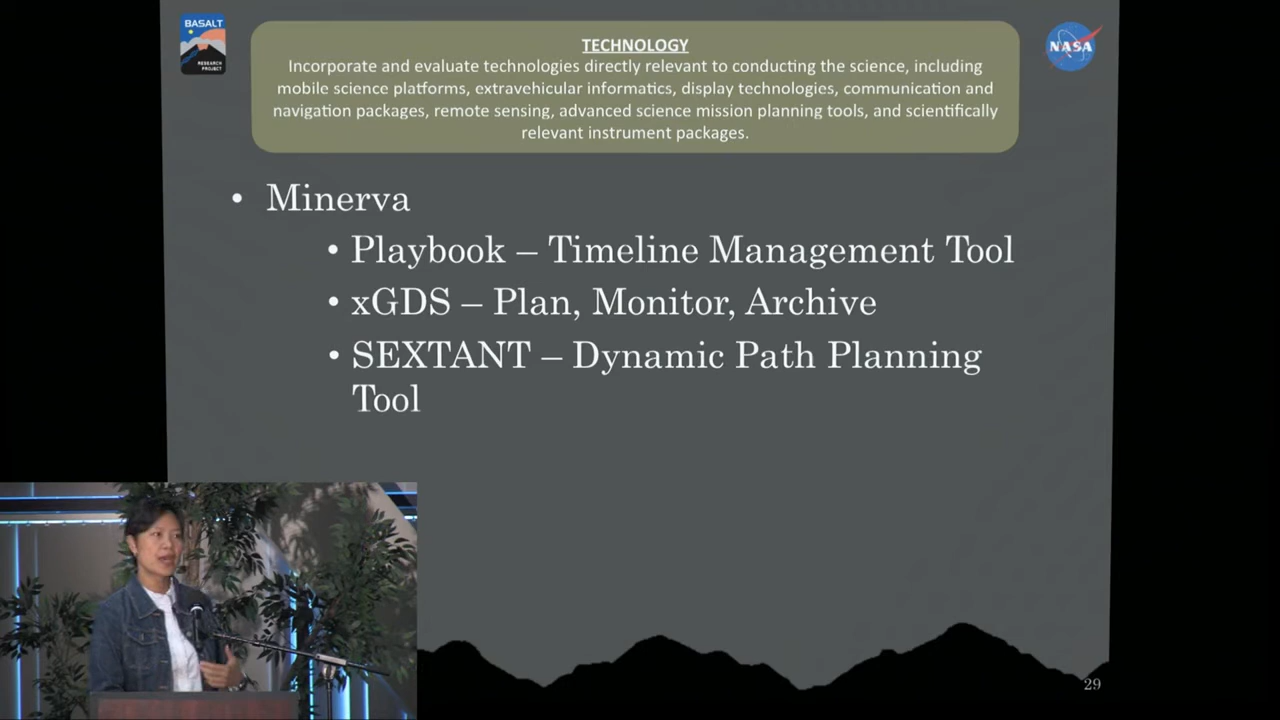 BASALT
RESEARCH
PROJECT
NASA
TECHNOLOGY
Incorporate and evaluate technologies directly relevant to conducting the science, including
mobile science platforms, extravehicular informatics, display technologies, communication and
navigation packages, remote sensing, advanced science mission planning tools, and scientifically
relevant instrument packages.
• Minerva
• Playbook – Timeline Management Tool
• xGDS – Plan, Monitor, Archive
• SEXTANT – Dynamic Path Planning
Tool
29